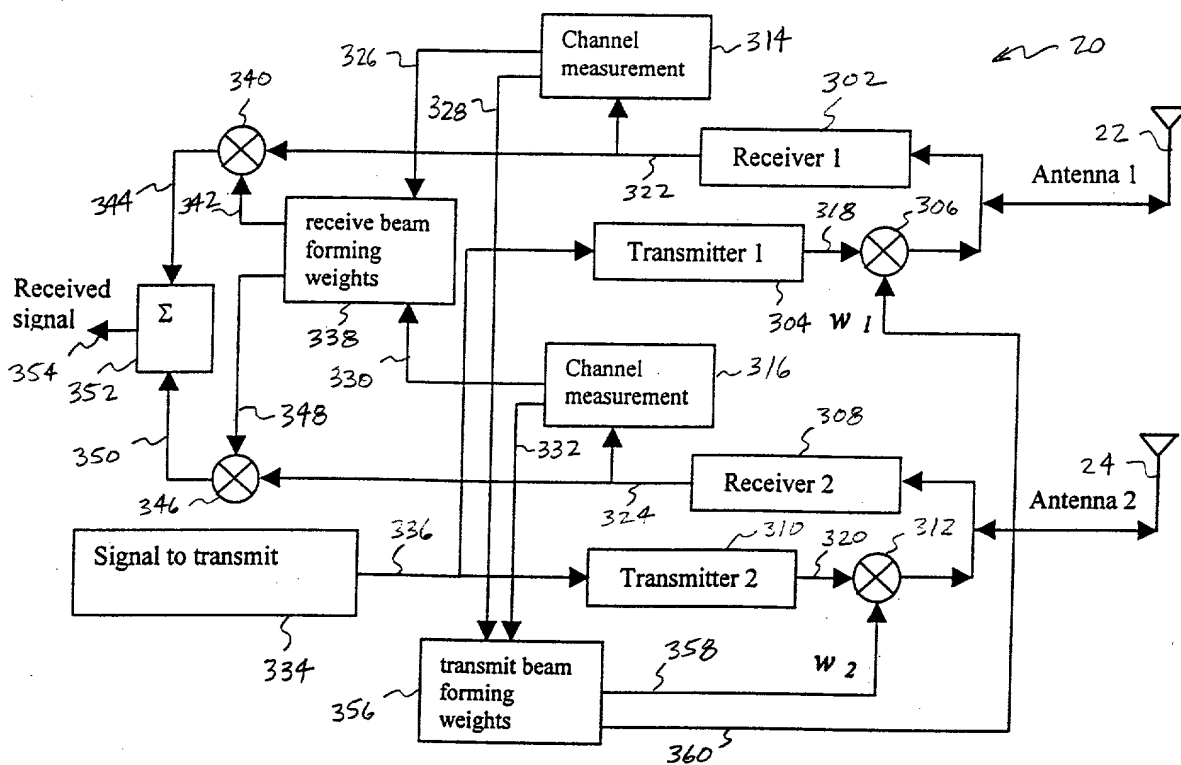 Channel
measurement
314
20
326
340
328
302
Receiver 1
22
Antenna 1
322
344
342
receive beam
forming
weights
338
318
306
Transmitter 1
304
w 1
Received
signal
Σ
354
352
330
Channel
measurement
316
348
350
332
308
Receiver 2
24
Antenna 2
346
324
Signal to transmit
334
336
310
Transmitter 2
320
312
w 2
transmit beam
forming
weights
356
358
360